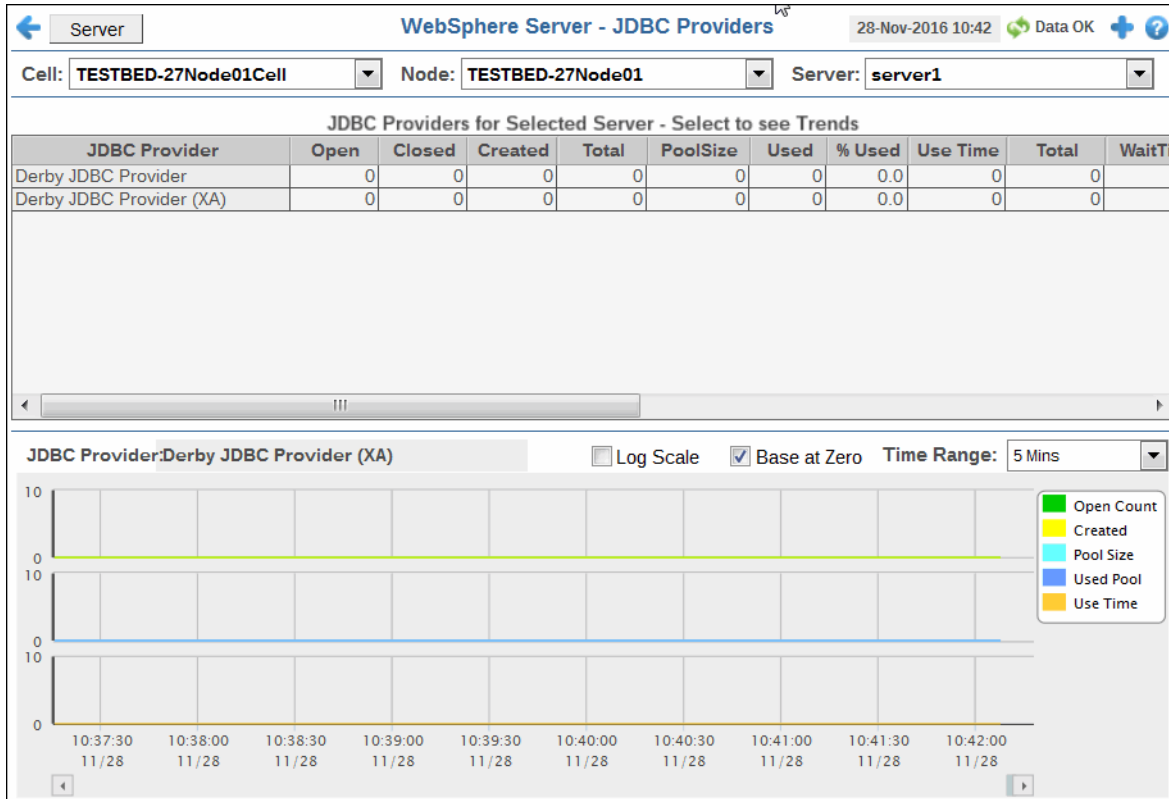 Server WebSphere Server - JDBC Providers 28-Nov-2016 10:42 Data OK
Cell: TESTBED-27Node01Cell Node: TESTBED-27Node01 Server: server1
JDBC Providers for Selected Server - Select to see Trends
JDBC Provider Open Closed Created Total PoolSize Used % Used Use Time Total WaitTi
Derby JDBC Provider 0 0 0 0 0 0 0.0 0 0
Derby JDBC Provider (XA) 0 0 0 0 0 0 0.0 0 0
JDBC Provider: Derby JDBC Provider (XA) Log Scale Base at Zero Time Range: 5 Mins
10
0
10
0
10
0
Open Count
Created
Pool Size
Used Pool
Use Time
10:37:30 10:38:00 10:38:30 10:39:00 10:39:30 10:40:00 10:40:30 10:41:00 10:41:30 10:42:00
11/28 11/28 11/28 11/28 11/28 11/28 11/28 11/28 11/28 11/28